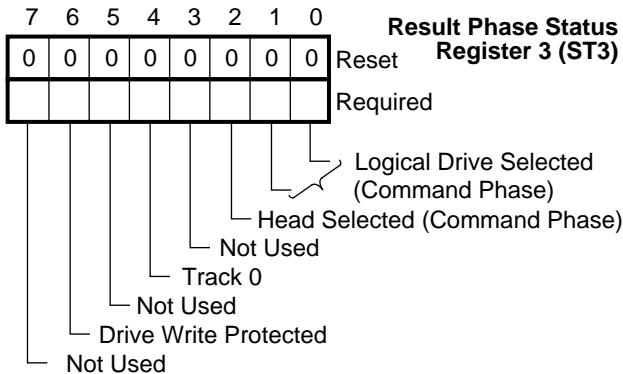 7 6 5 4 3 2 1 0
Result Phase Status
Register 3 (ST3)
0 0 0 0 0 0 0 0 Reset
Required
Logical Drive Selected
(Command Phase)
Head Selected (Command Phase)
Not Used
Track 0
Not Used
Drive Write Protected
Not Used